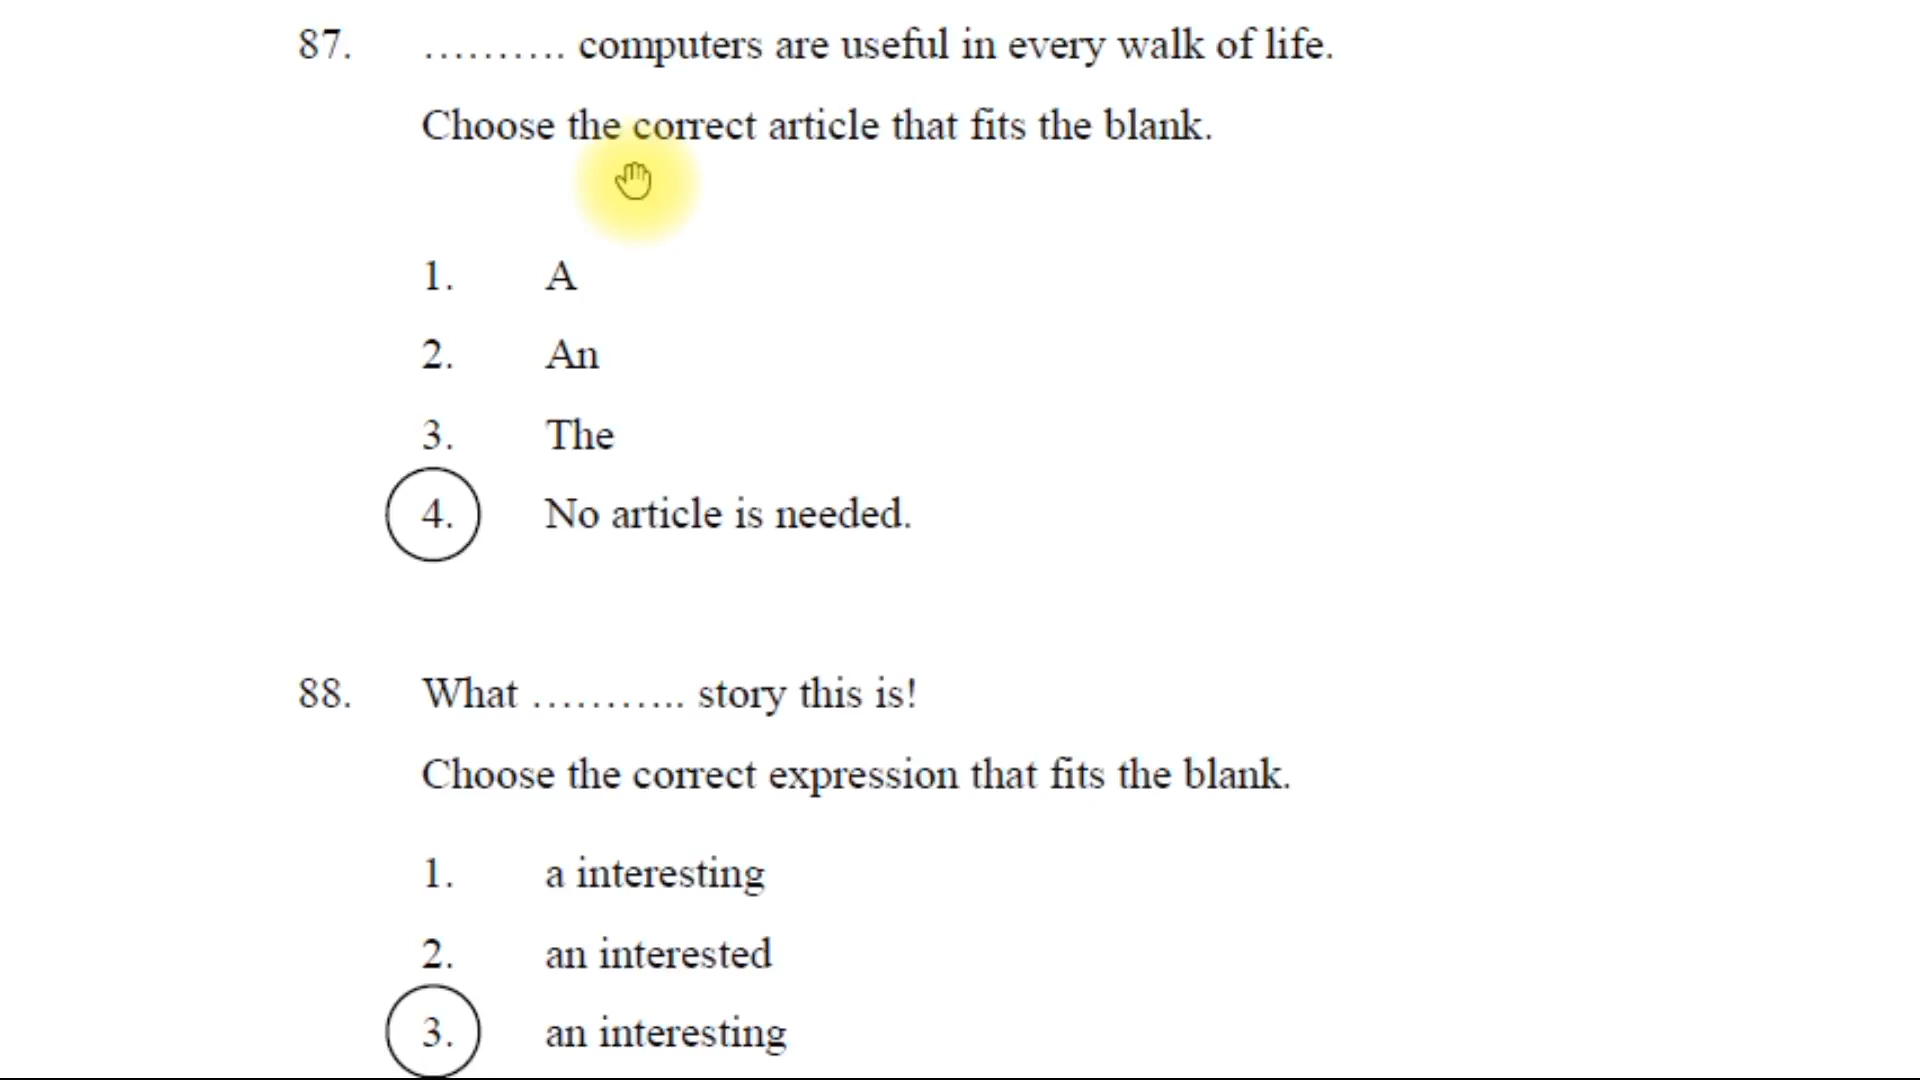 87. .......... computers are useful in every walk of life.
Choose the correct article that fits the blank.
1. A
2. An
3. The
4. No article is needed.
88. What ........... story this is!
Choose the correct expression that fits the blank.
1. a interesting
2. an interested
3. an interesting